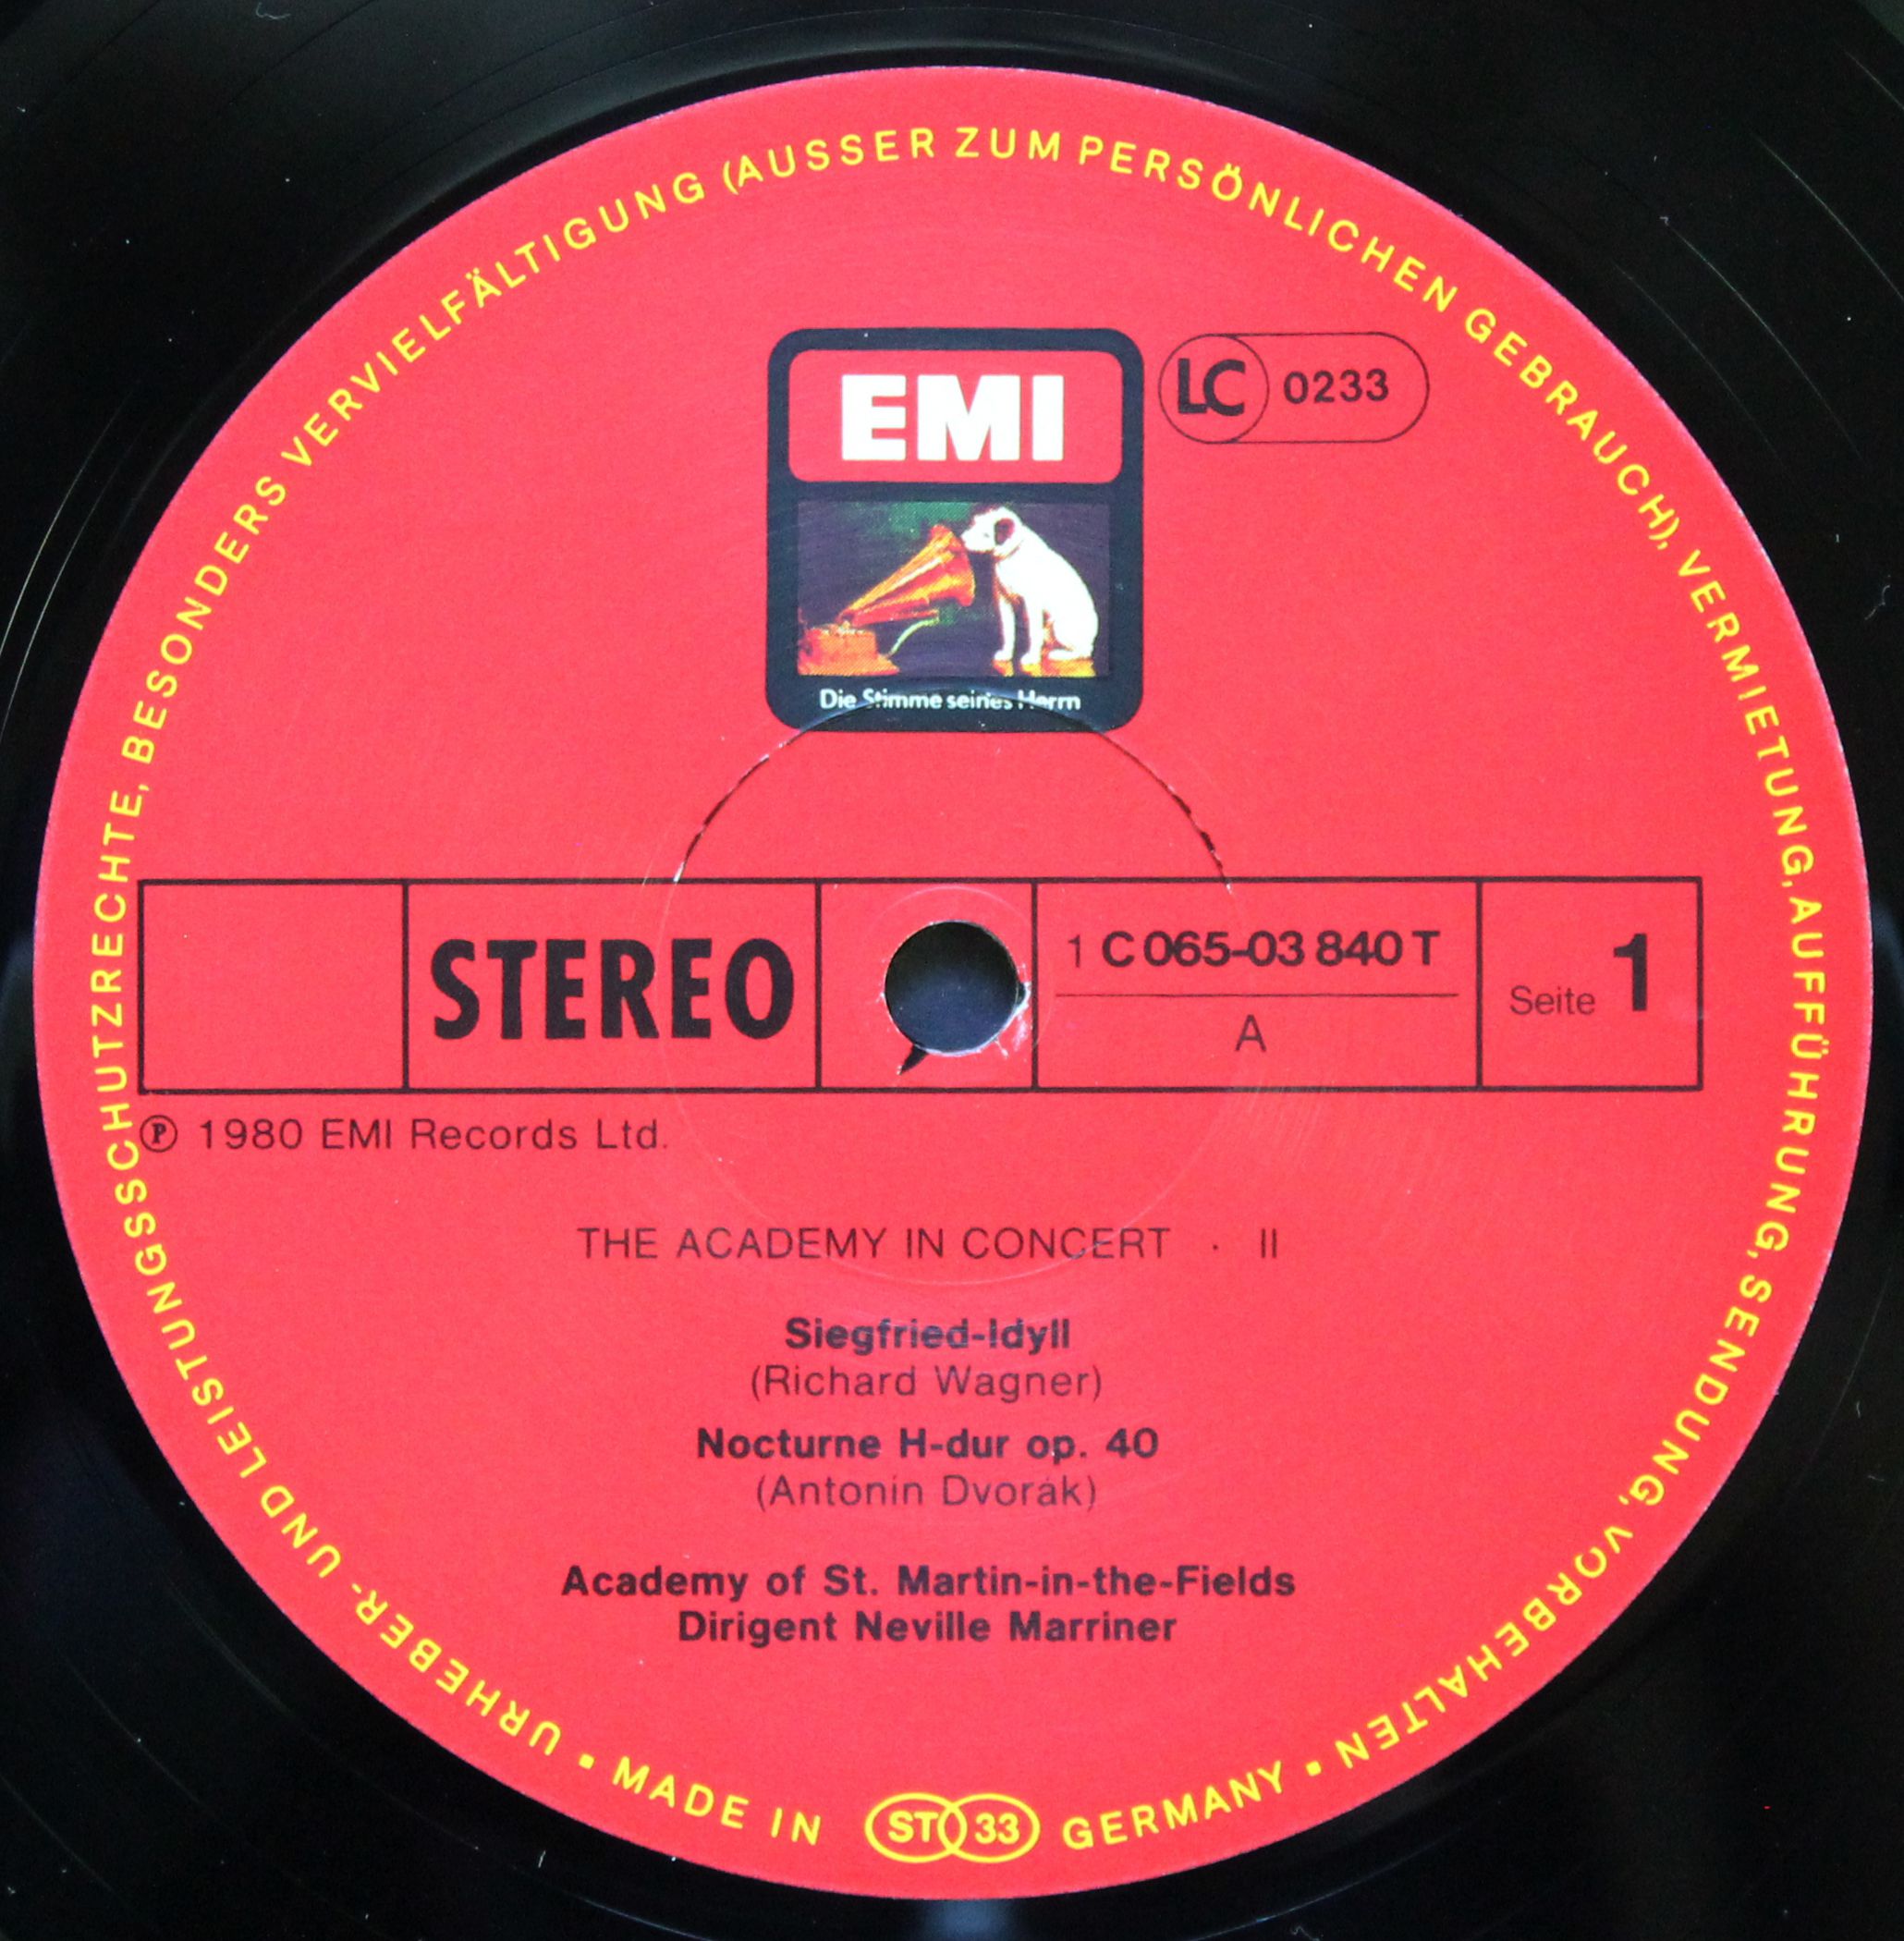 URHEBER- UND LEISTUNGSSCHUTZRECHTE, BESONDERS VERVIELFÄLTIGUNG (AUSSER ZUM PERSÖNLICHEN GEBRAUCH), VERMIETUNG, AUFFÜHRUNG, SENDUNG, VORBEHALTEN •
EMI
LC 0233
Die Stimme seines Herrn
STEREO
1 C 065-03 840 T
A
Seite 1
℗ 1980 EMI Records Ltd.
THE ACADEMY IN CONCERT · II
Siegfried-Idyll
(Richard Wagner)
Nocturne H-dur op. 40
(Antonin Dvorák)
Academy of St. Martin-in-the-Fields
Dirigent Neville Marriner
• MADE IN ST 33 GERMANY